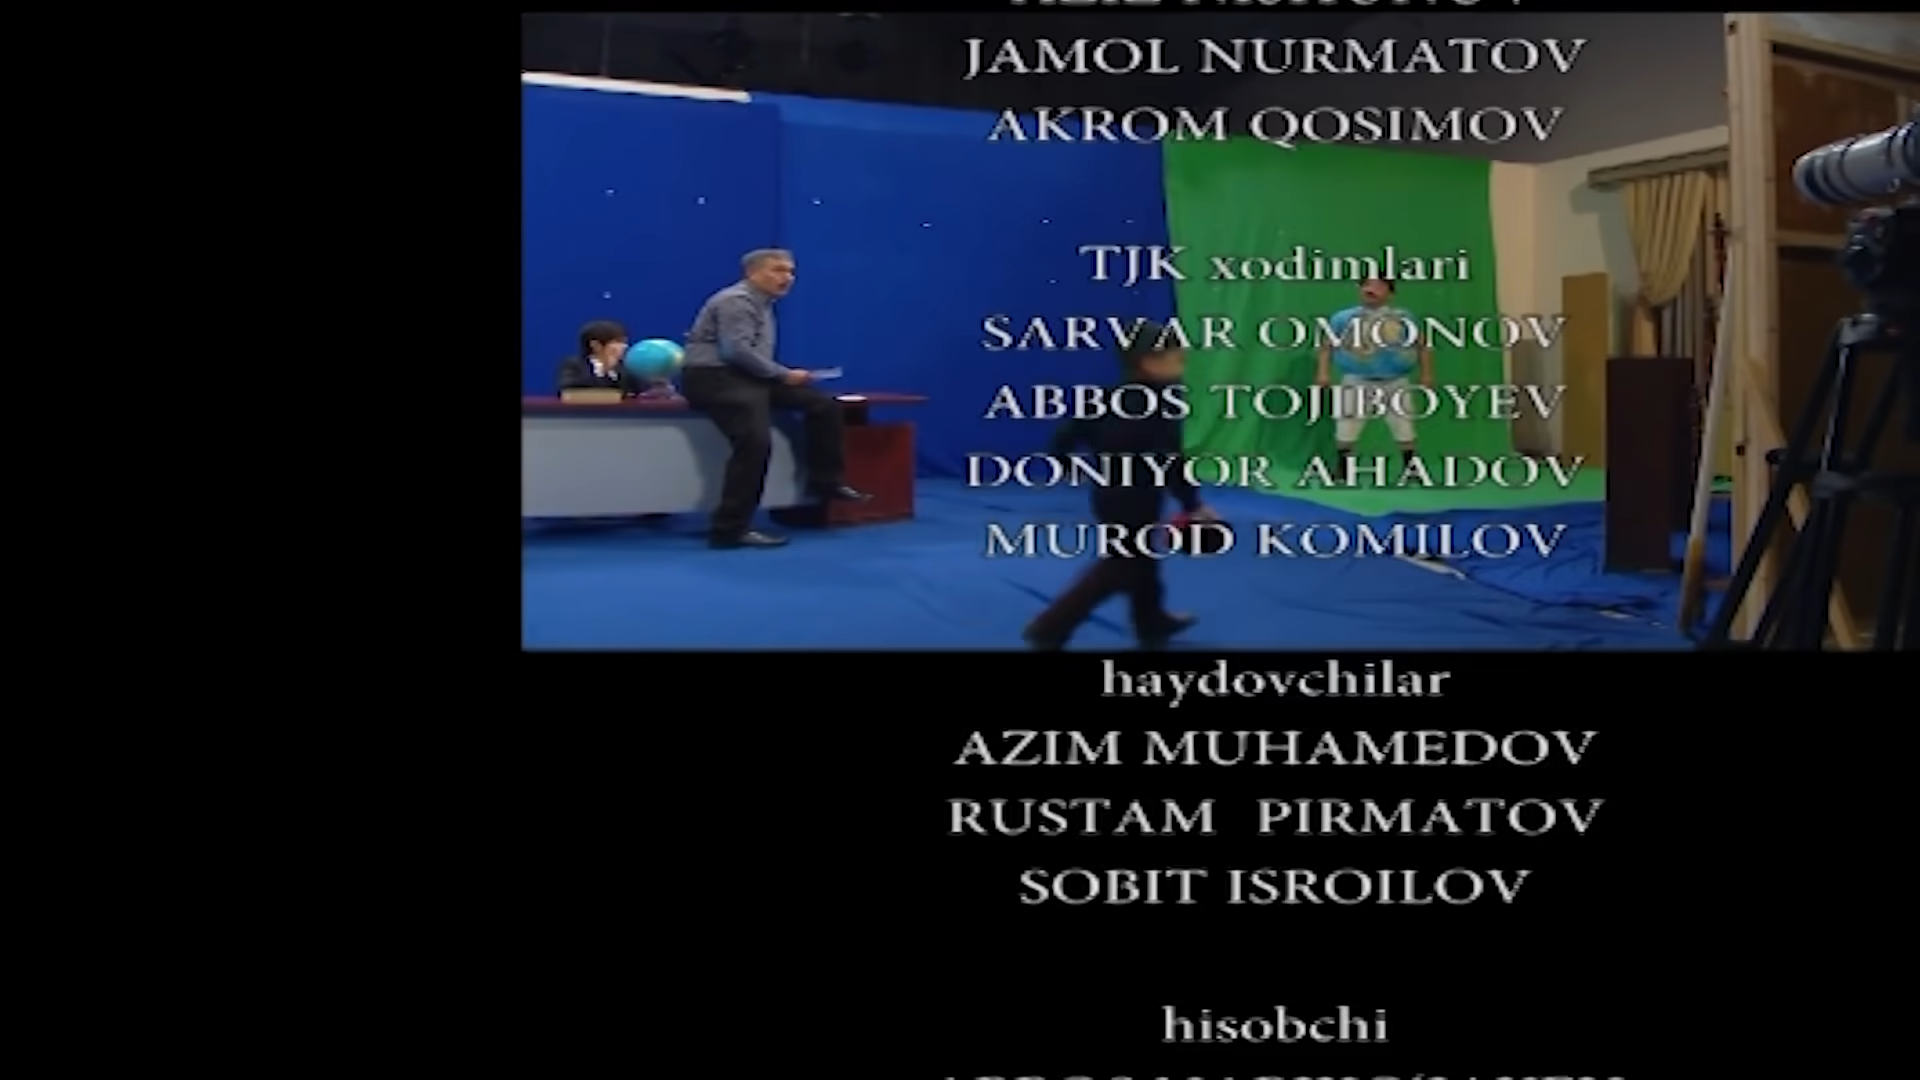 JAMOL NURMATOV
AKROM QOSIMOV
TJK xodimlari
SARVAR OMONOV
ABBOS TOJIBOYEV
DONIYOR AHADOV
MUROD KOMILOV
haydovchilar
AZIM MUHAMEDOV
RUSTAM PIRMATOV
SOBIT ISROILOV
hisobchi